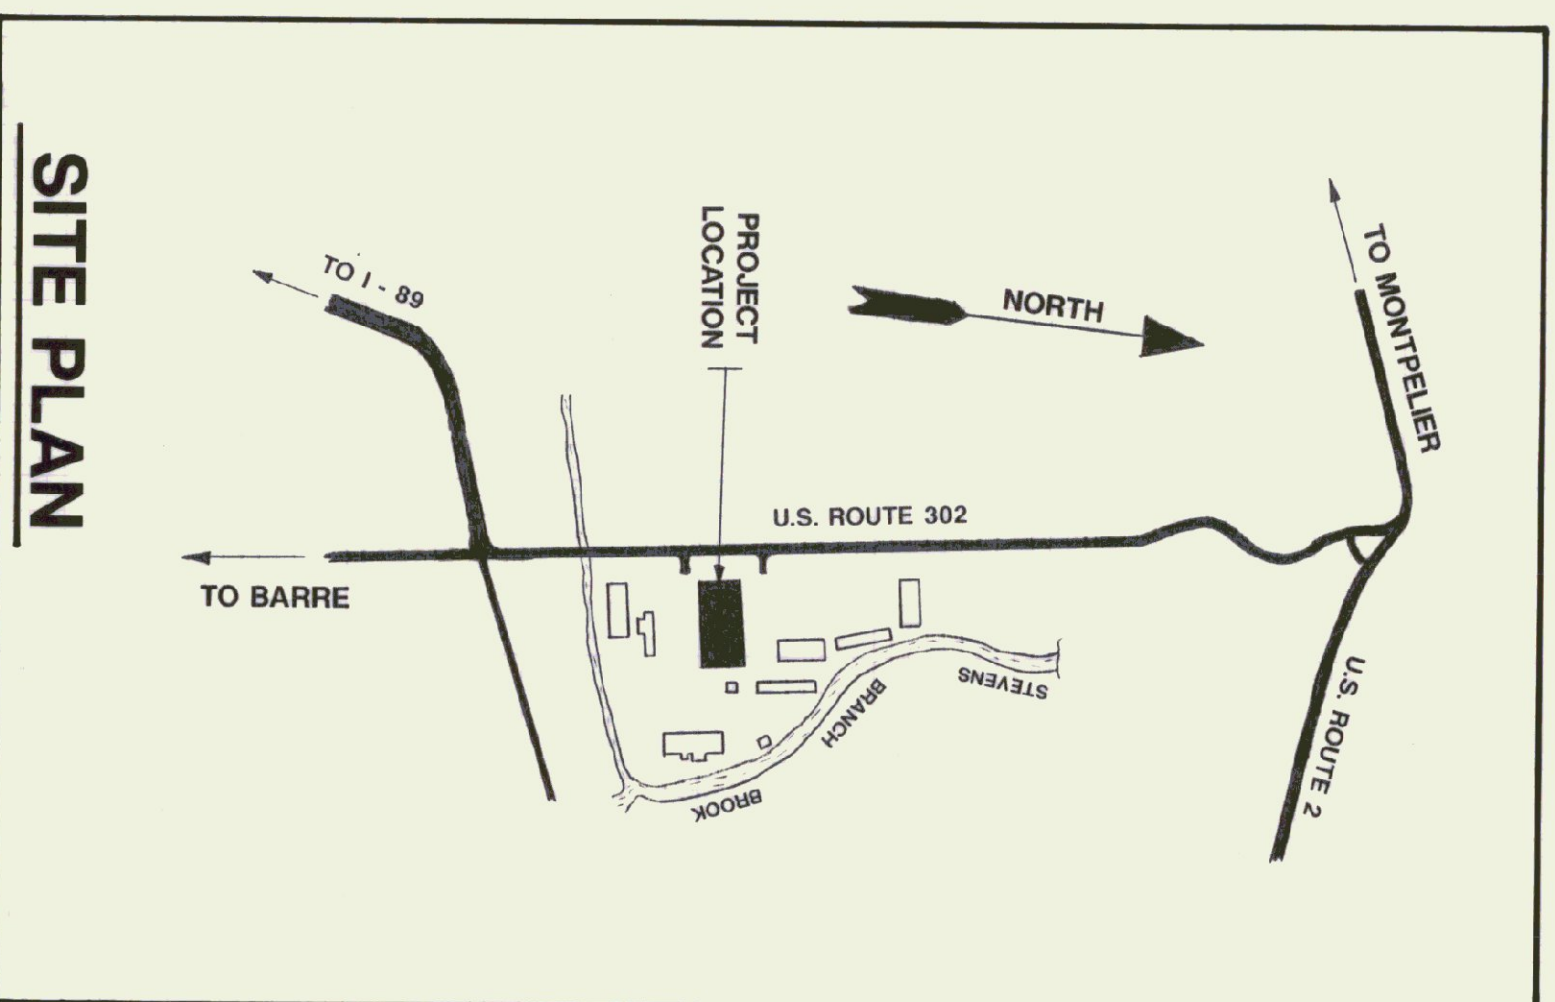 SITE PLAN
TO I - 89
PROJECT
LOCATION
NORTH
TO MONTPELIER
U.S. ROUTE 302
TO BARRE
STEVENS
BRANCH
BROOK
U.S. ROUTE 2